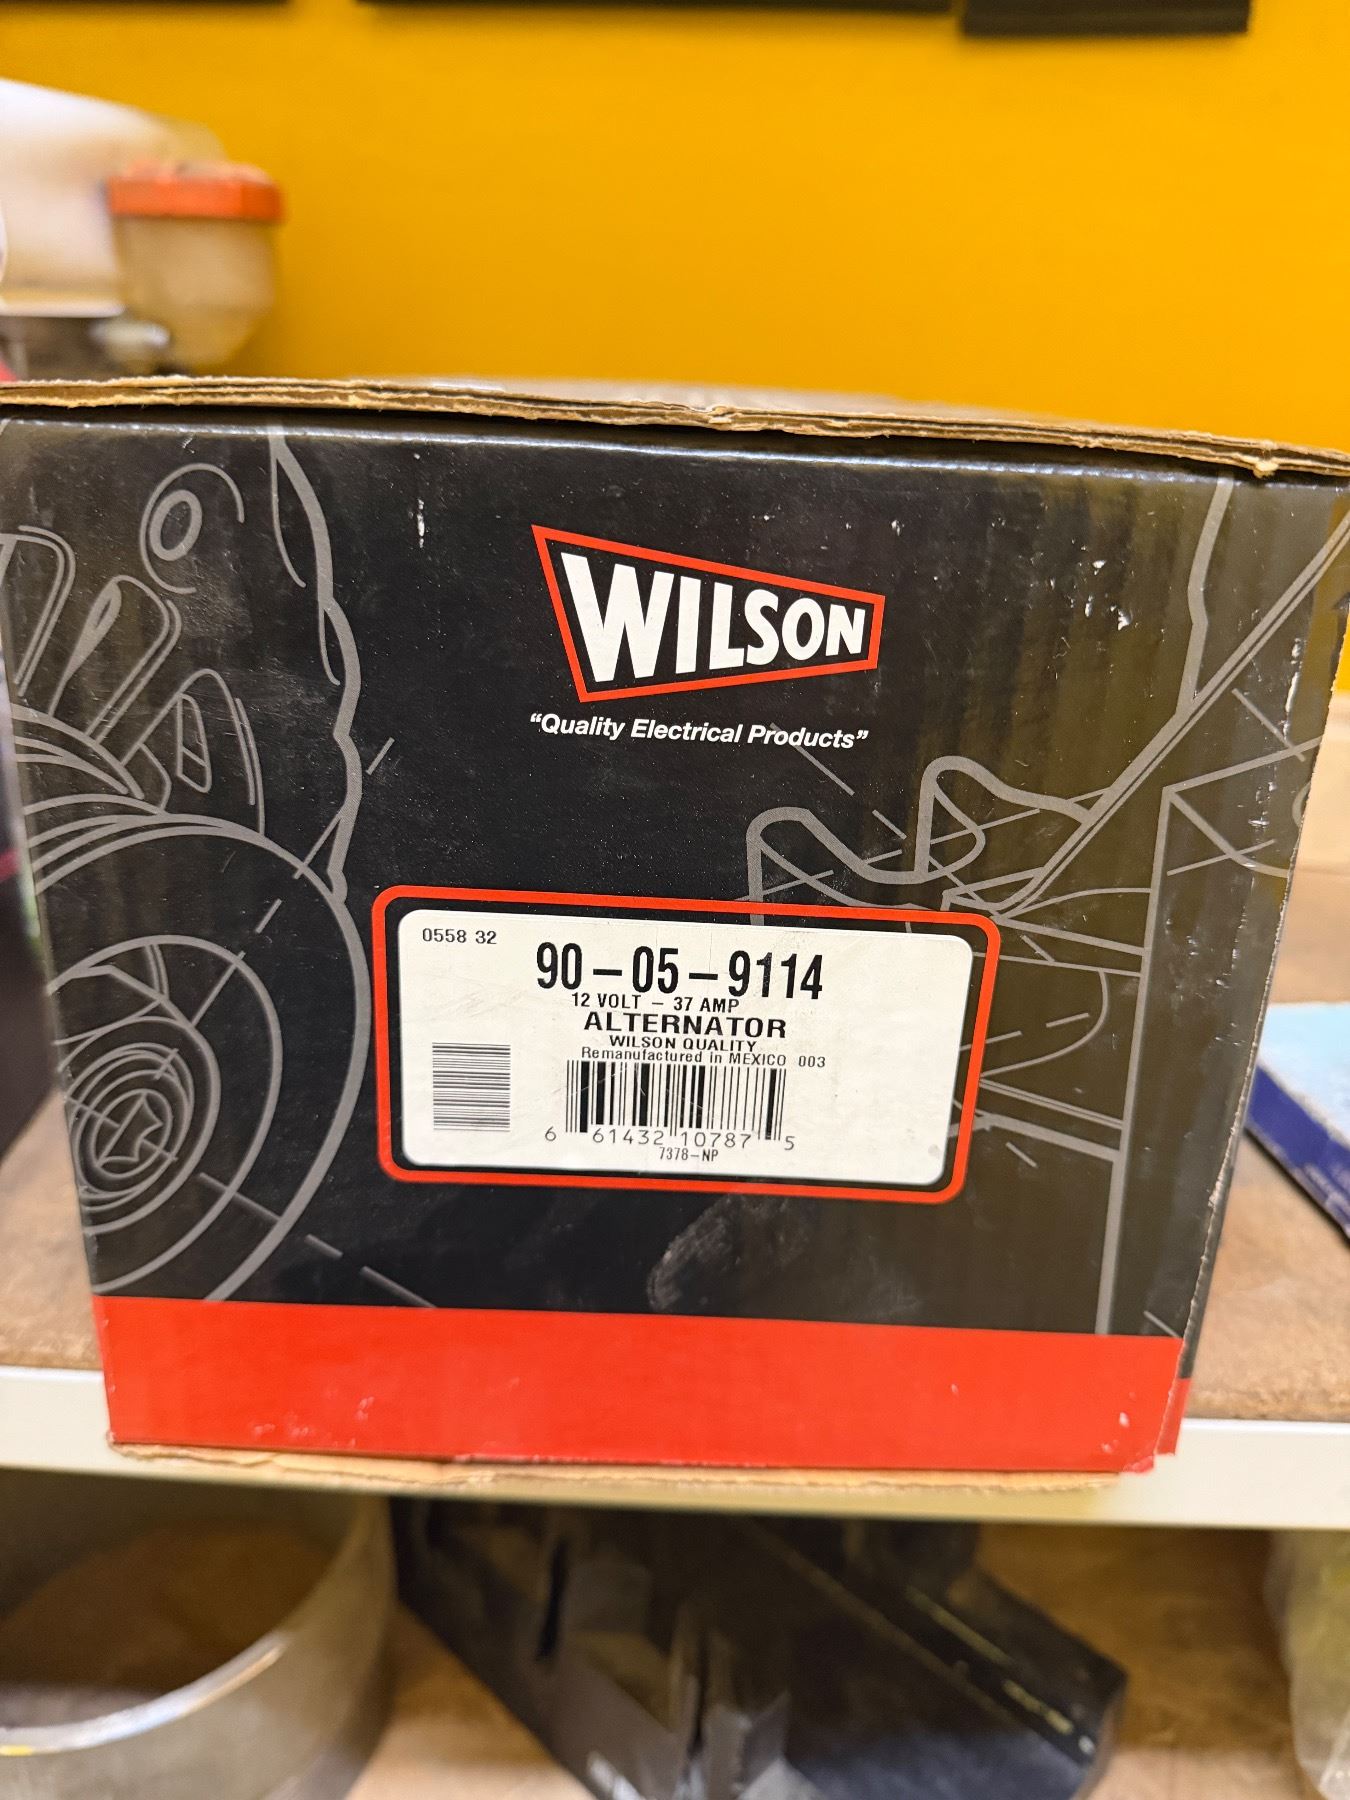 WILSON
“Quality Electrical Products”
0558 32
90-05-9114
12 VOLT - 37 AMP
ALTERNATOR
WILSON QUALITY
Remanufactured in MEXICO 003
6 61432 10787 5
7378-NP